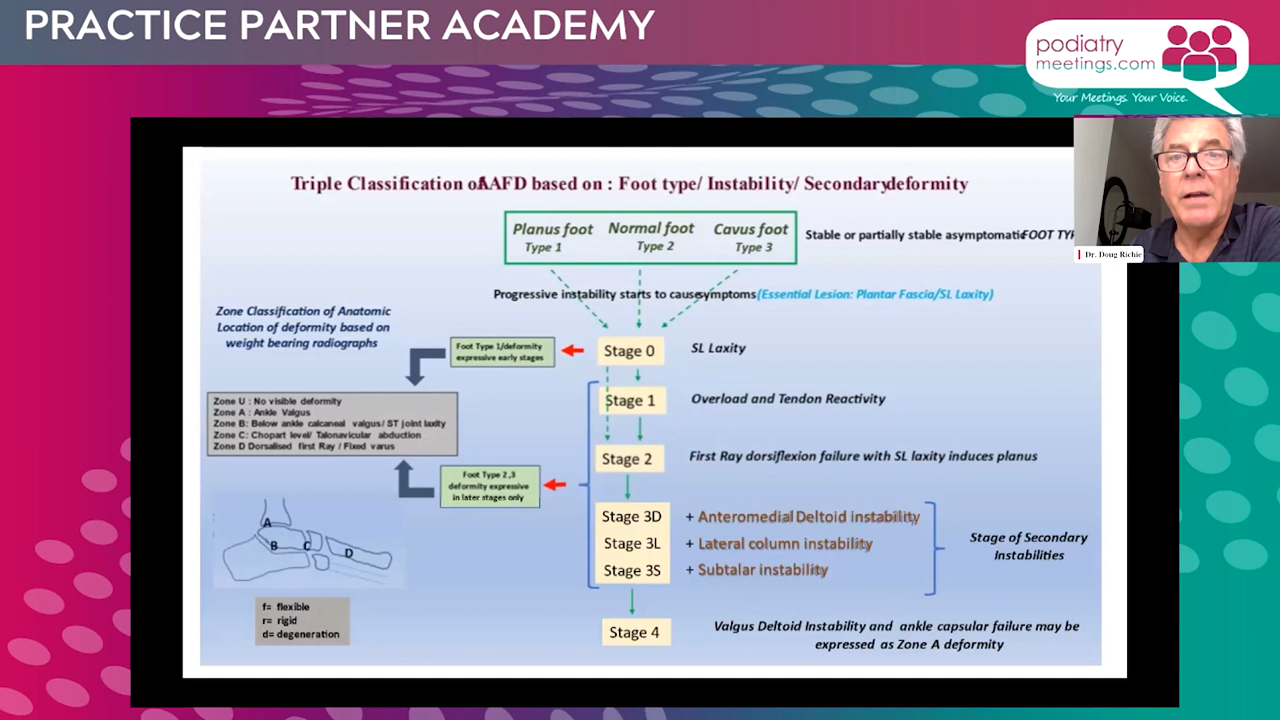 PRACTICE PARTNER ACADEMY
podiatry
meetings.com
Your Meetings. Your Voice.
Dr. Doug Richie
Triple Classification of AAFD based on : Foot type/ Instability/ Secondary deformity
Planus foot Normal foot Cavus foot
Type 1 Type 2 Type 3
Stable or partially stable asymptomatic FOOT
Progressive instability starts to cause symptoms (Essential Lesion: Plantar Fascia/SL Laxity)
Zone Classification of Anatomic
Location of deformity based on
weight bearing radiographs
Foot Type 1/deformity
expressive early stages
Stage 0
SL Laxity
Zone U : No visible deformity
Zone A : Ankle Valgus
Zone B: Below ankle calcaneal valgus/ ST joint laxity
Zone C: Chopart level/ Talonavicular abduction
Zone D Dorsalised first Ray / Fixed varus
Stage 1
Overload and Tendon Reactivity
Stage 2
First Ray dorsiflexion failure with SL laxity induces planus
Foot Type 2,3
deformity expressive
in later stages only
Stage 3D + Anteromedial Deltoid instability
Stage 3L + Lateral column instability
Stage 3S + Subtalar instability
Stage of Secondary
Instabilities
A
B
C
D
f= flexible
r= rigid
d= degeneration
Stage 4
Valgus Deltoid Instability and ankle capsular failure may be
expressed as Zone A deformity